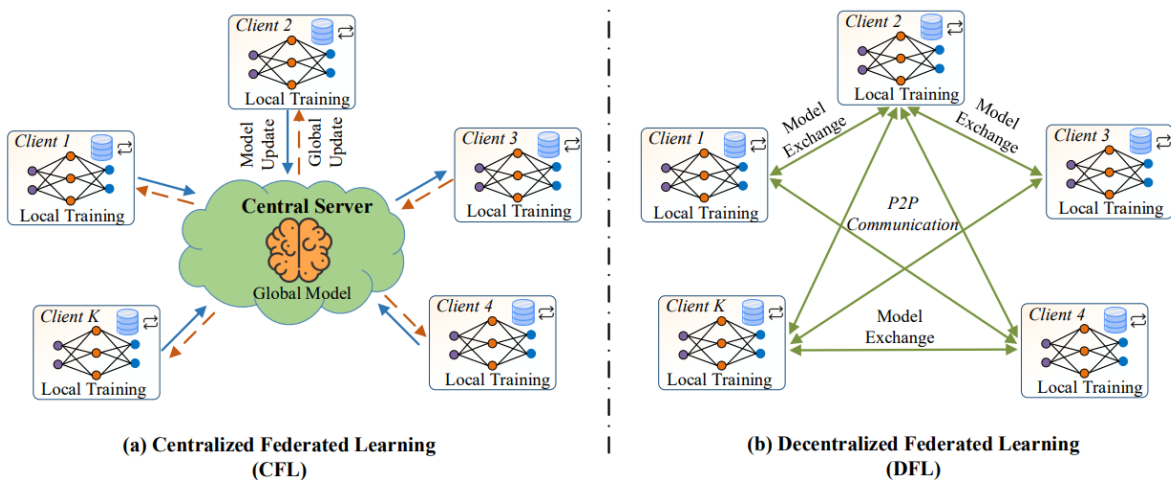 Client 2
Local Training
Model
Update
Global
Update
Client 1
Local Training
Client 3
Local Training
Central Server
Global Model
Client K
Local Training
Client 4
Local Training
(a) Centralized Federated Learning
(CFL)
Client 2
Local Training
Model
Exchange
Model
Exchange
Client 1
Local Training
Client 3
Local Training
P2P
Communication
Client K
Local Training
Model
Exchange
Client 4
Local Training
(b) Decentralized Federated Learning
(DFL)